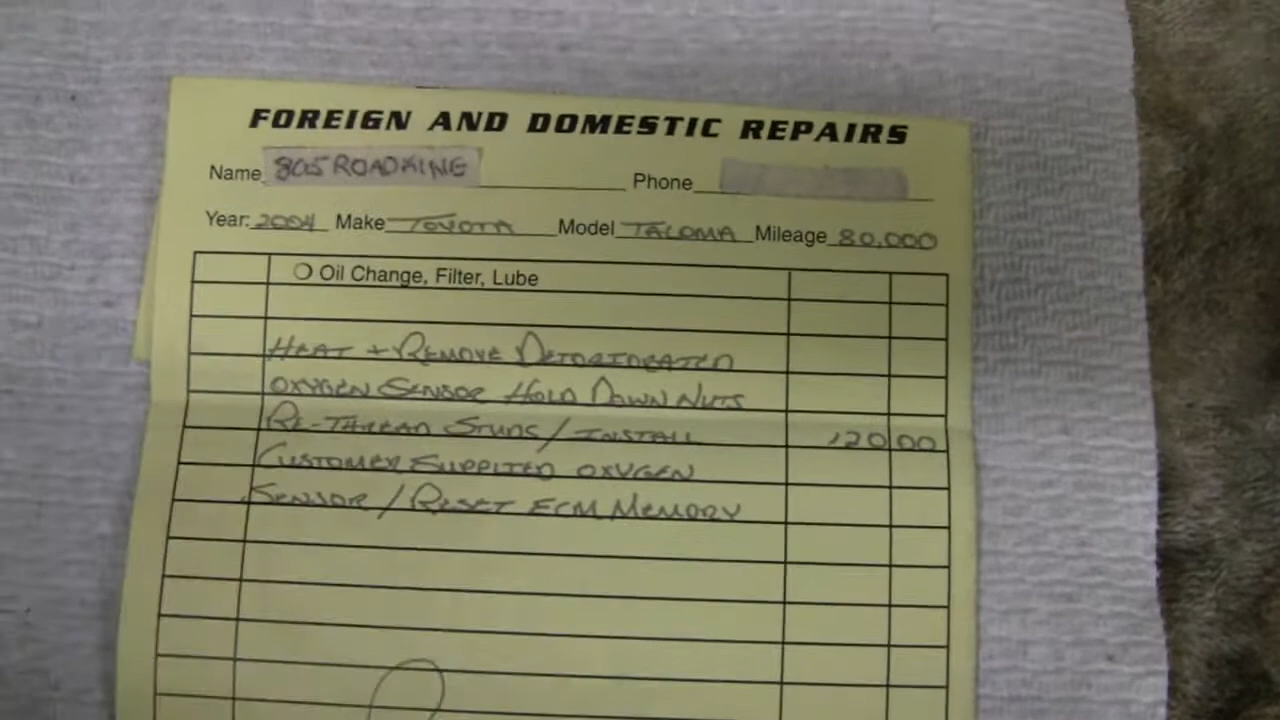 FOREIGN AND DOMESTIC REPAIRS
Name 805 ROADKING Phone
Year: 2004 Make TOYOTA Model TACOMA Mileage 80,000
Oil Change, Filter, Lube
HEAT + REMOVE DETORIORATED
OXYGEN SENSOR HOLD DOWN NUTS
RE-THREAD STUDS / INSTALL 120 00
CUSTOMER SUPPLIED OXYGEN
SENSOR / RESET ECM MEMORY